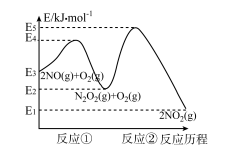 E/kJ·mol⁻¹
E₅
E₄
E₃
2NO(g)+O₂(g)
E₂
N₂O₂(g)+O₂(g)
E₁
2NO₂(g)
反应① 反应② 反应历程